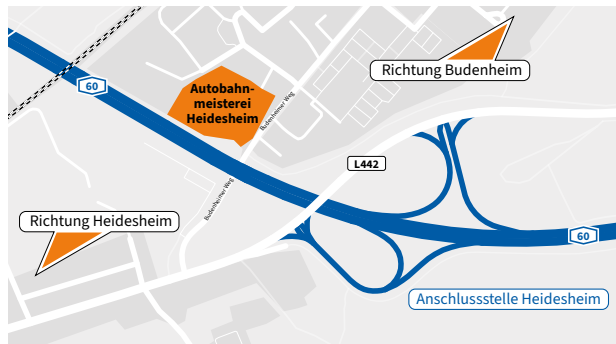 Richtung Budenheim
60
Autobahn-
meisterei
Heidesheim
Budenheimer Weg
L442
Budenheimer Weg
Richtung Heidesheim
60
Anschlussstelle Heidesheim